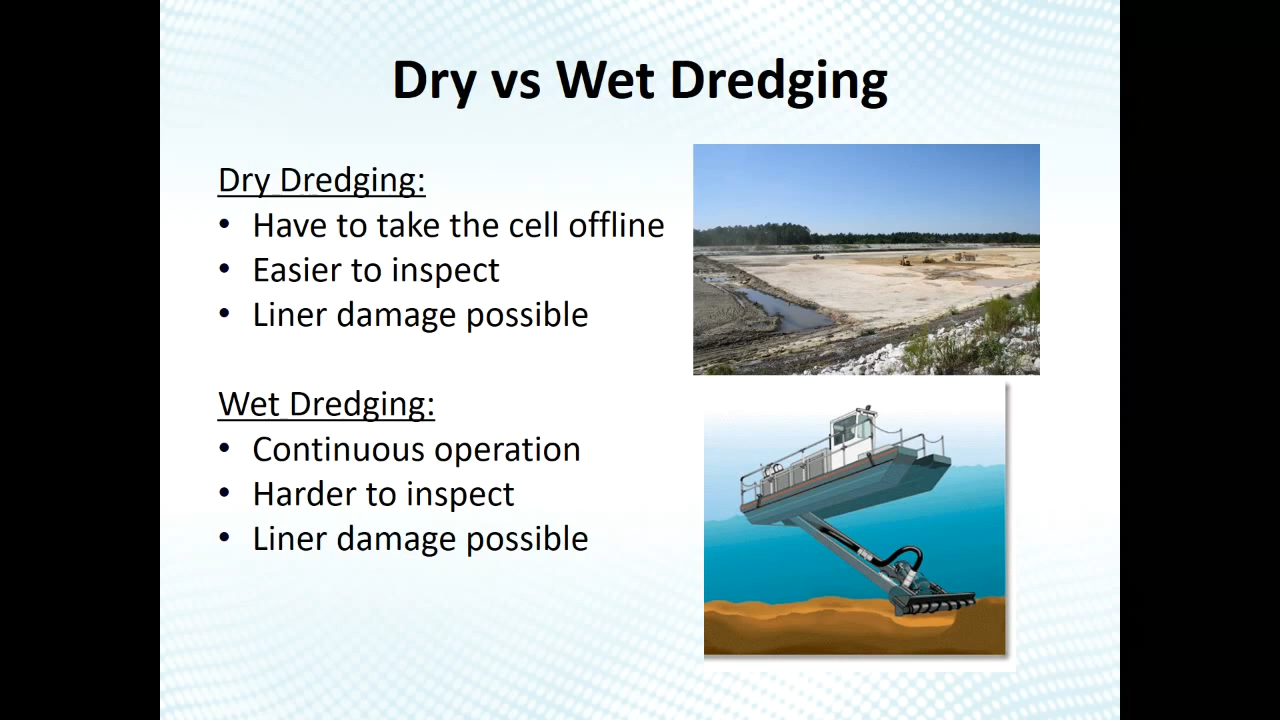 Dry vs Wet Dredging
Dry Dredging:
• Have to take the cell offline
• Easier to inspect
• Liner damage possible
Wet Dredging:
• Continuous operation
• Harder to inspect
• Liner damage possible